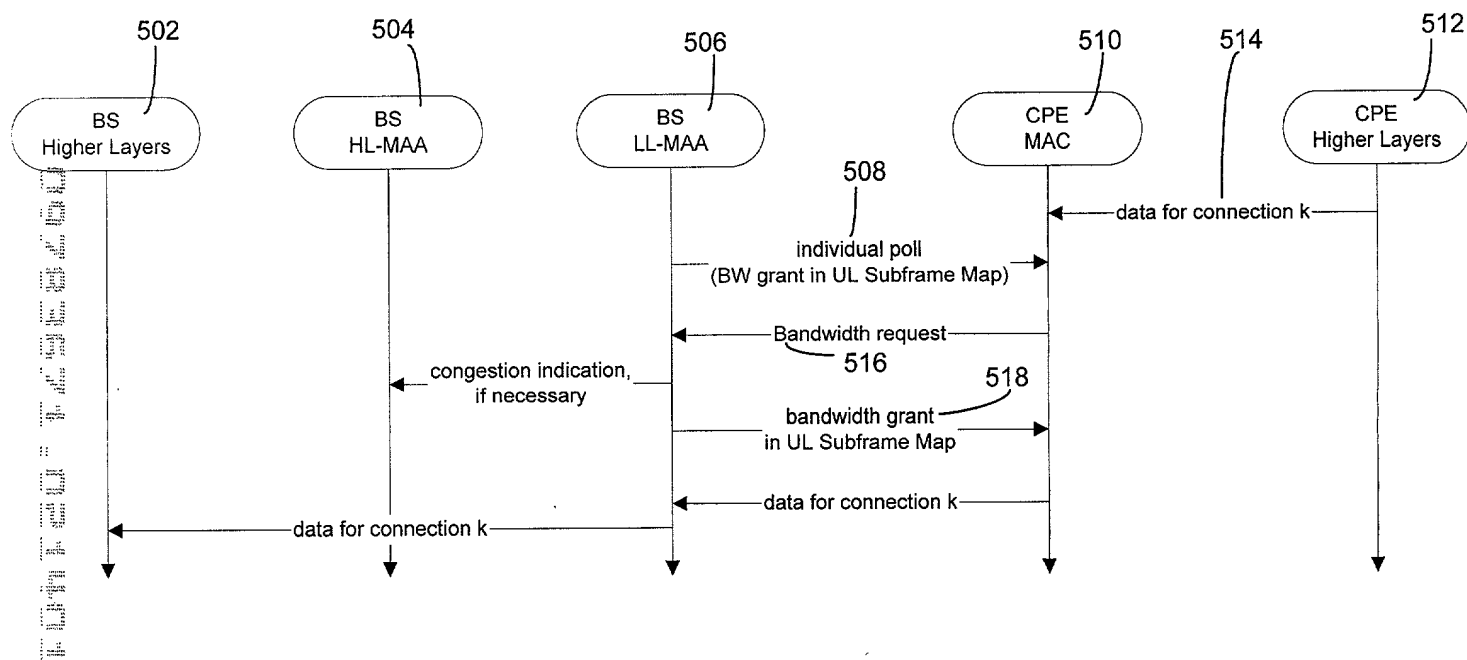 502
504
506
510
514
512
BS
Higher Layers
BS
HL-MAA
BS
LL-MAA
CPE
MAC
CPE
Higher Layers
508
data for connection k
individual poll
(BW grant in UL Subframe Map)
Bandwidth request
516
congestion indication,
if necessary
518
bandwidth grant
in UL Subframe Map
data for connection k
data for connection k